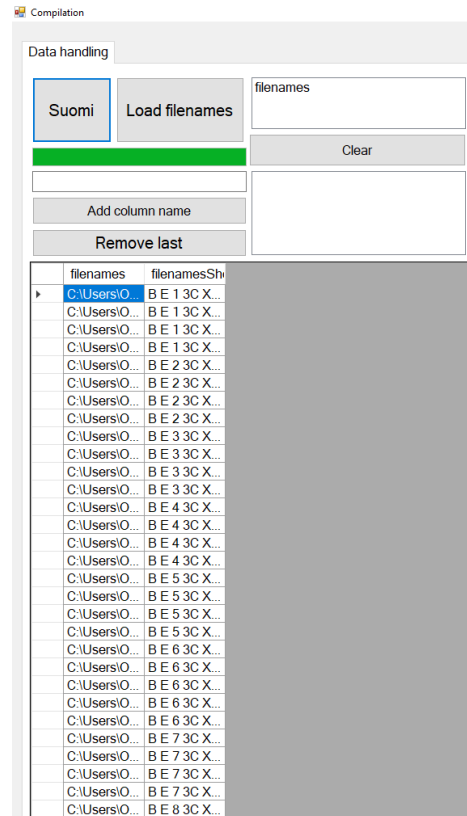 Compilation
Data handling
Suomi
Load filenames
filenames
Clear
Add column name
Remove last
filenames filenamesSho
C:\Users\O... B E 1 3C X...
C:\Users\O... B E 1 3C X...
C:\Users\O... B E 1 3C X...
C:\Users\O... B E 1 3C X...
C:\Users\O... B E 2 3C X...
C:\Users\O... B E 2 3C X...
C:\Users\O... B E 2 3C X...
C:\Users\O... B E 2 3C X...
C:\Users\O... B E 3 3C X...
C:\Users\O... B E 3 3C X...
C:\Users\O... B E 3 3C X...
C:\Users\O... B E 3 3C X...
C:\Users\O... B E 4 3C X...
C:\Users\O... B E 4 3C X...
C:\Users\O... B E 4 3C X...
C:\Users\O... B E 4 3C X...
C:\Users\O... B E 5 3C X...
C:\Users\O... B E 5 3C X...
C:\Users\O... B E 5 3C X...
C:\Users\O... B E 5 3C X...
C:\Users\O... B E 6 3C X...
C:\Users\O... B E 6 3C X...
C:\Users\O... B E 6 3C X...
C:\Users\O... B E 6 3C X...
C:\Users\O... B E 6 3C X...
C:\Users\O... B E 7 3C X...
C:\Users\O... B E 7 3C X...
C:\Users\O... B E 7 3C X...
C:\Users\O... B E 7 3C X...
C:\Users\O... B E 8 3C X...